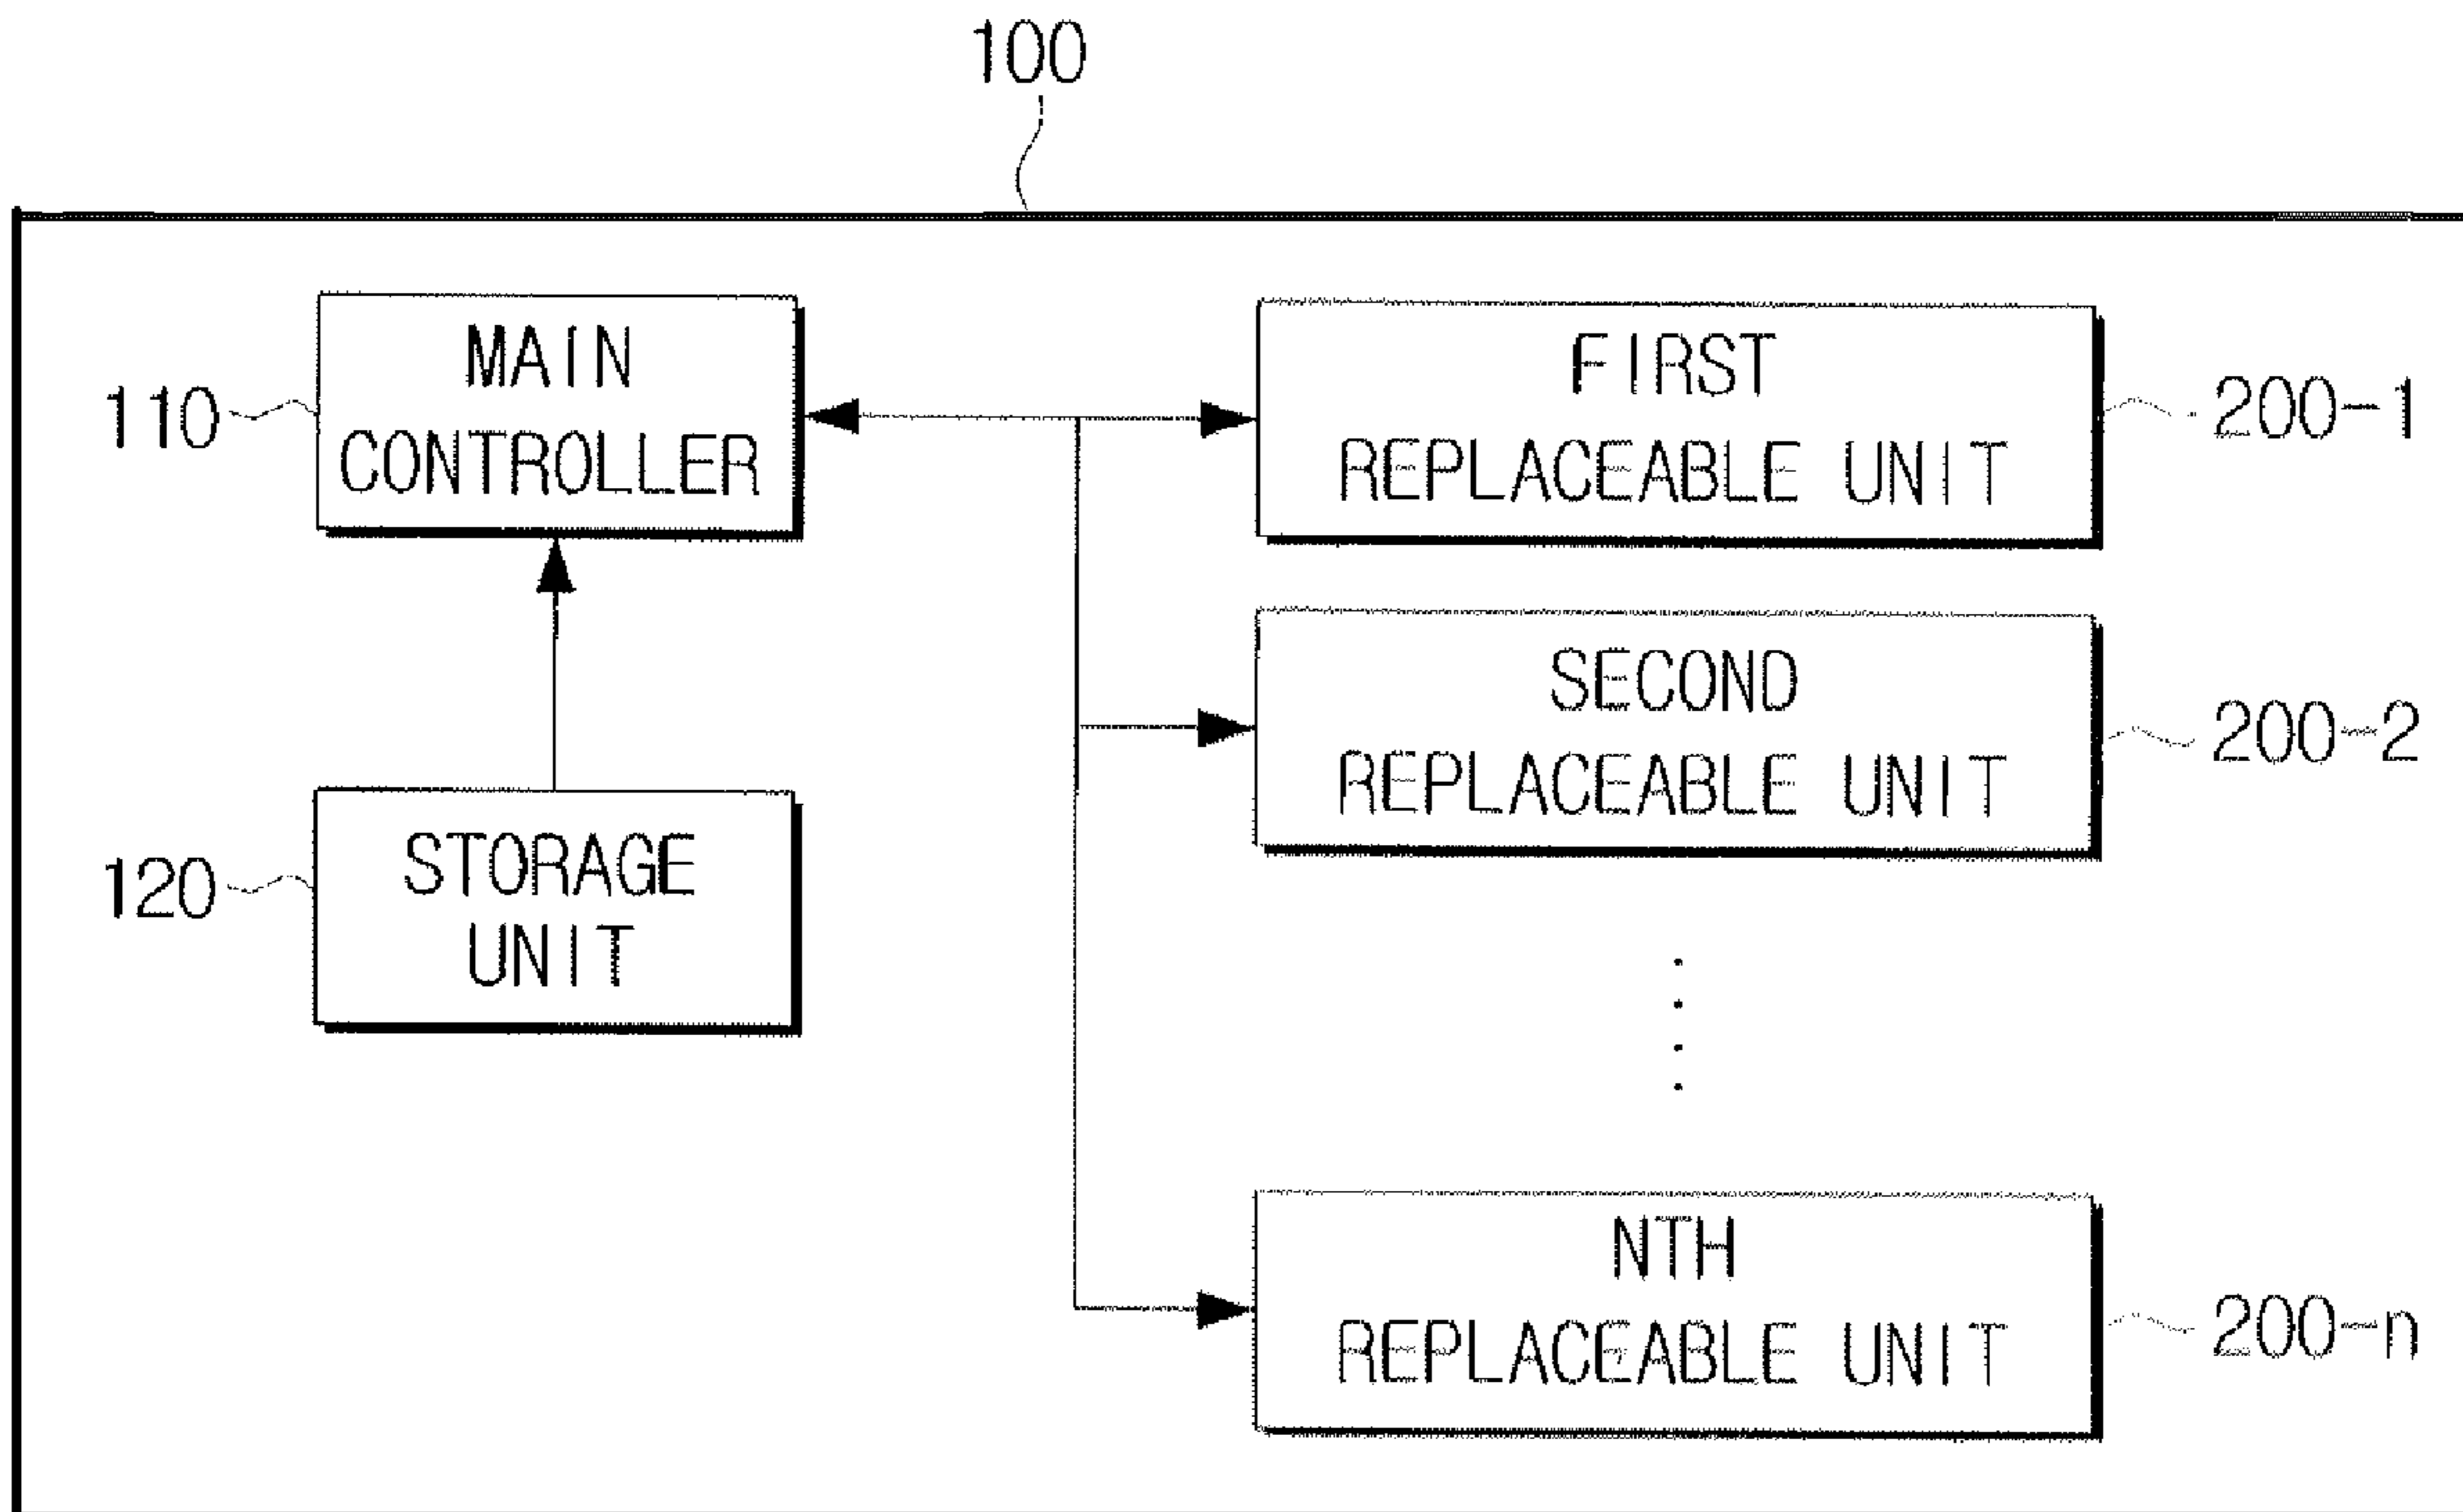 100
110
MAIN
CONTROLLER
FIRST
REPLACEABLE UNIT
200-1
SECOND
REPLACEABLE UNIT
200-2
120
STORAGE
UNIT
NTH
REPLACEABLE UNIT
200-n